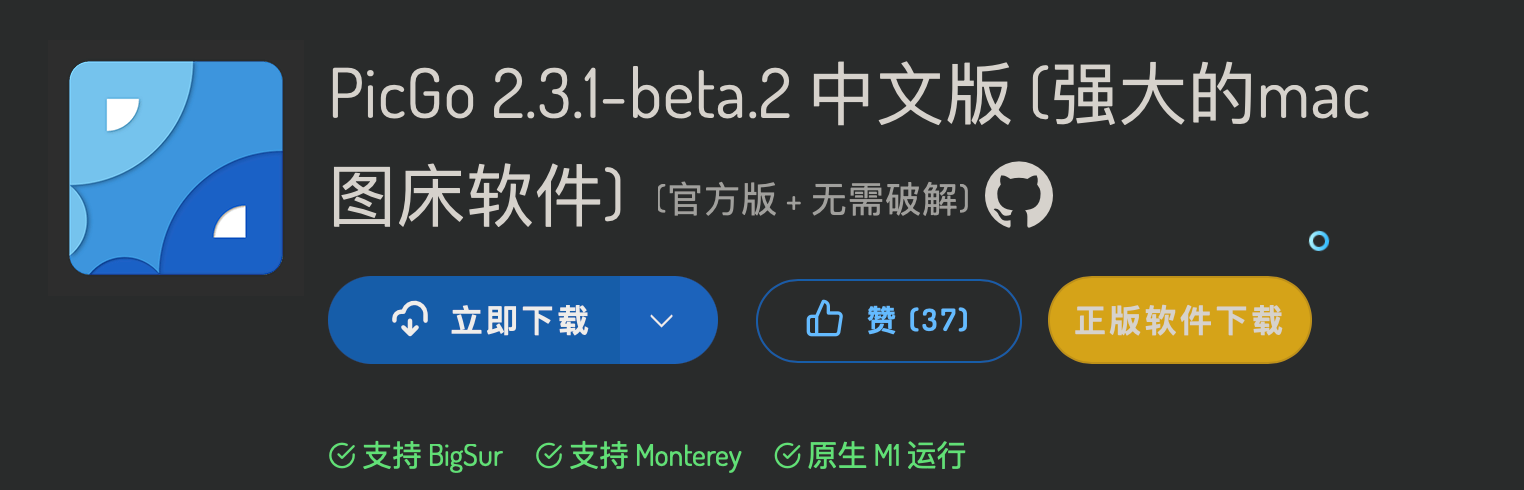 PicGo 2.3.1-beta.2 中文版 (强大的mac
图床软件) (官方版 + 无需破解)
立即下载 赞 (37) 正版软件下载
支持 BigSur 支持 Monterey 原生 M1 运行